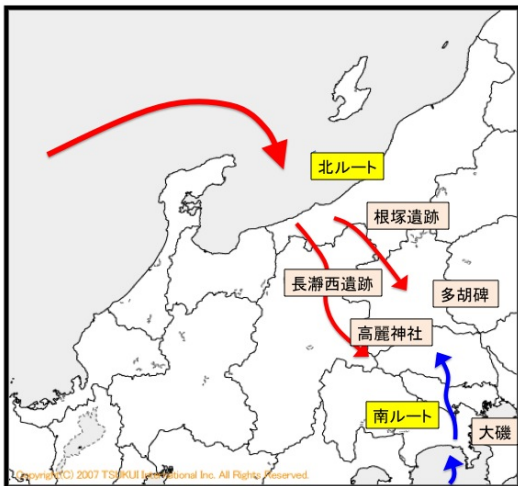 北ルート
根塚遺跡
長瀞西遺跡
多胡碑
高麗神社
南ルート
大磯
Copyright(C) 2007 TSUKUI International Inc. All Rights Reserved.